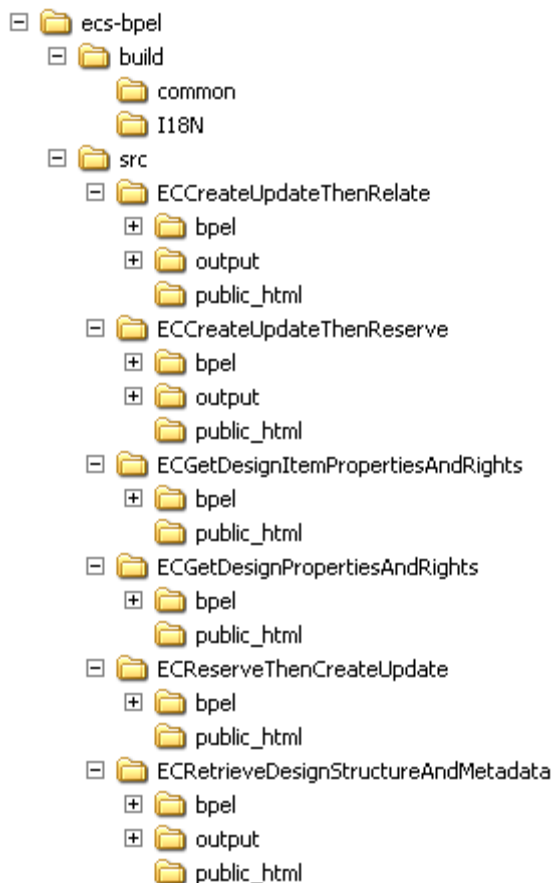 ecs-bpel
build
common
I18N
src
ECCreateUpdateThenRelate
bpel
output
public_html
ECCreateUpdateThenReserve
bpel
output
public_html
ECGetDesignItemPropertiesAndRights
bpel
public_html
ECGetDesignPropertiesAndRights
bpel
public_html
ECReserveThenCreateUpdate
bpel
public_html
ECRetrieveDesignStructureAndMetadata
bpel
output
public_html